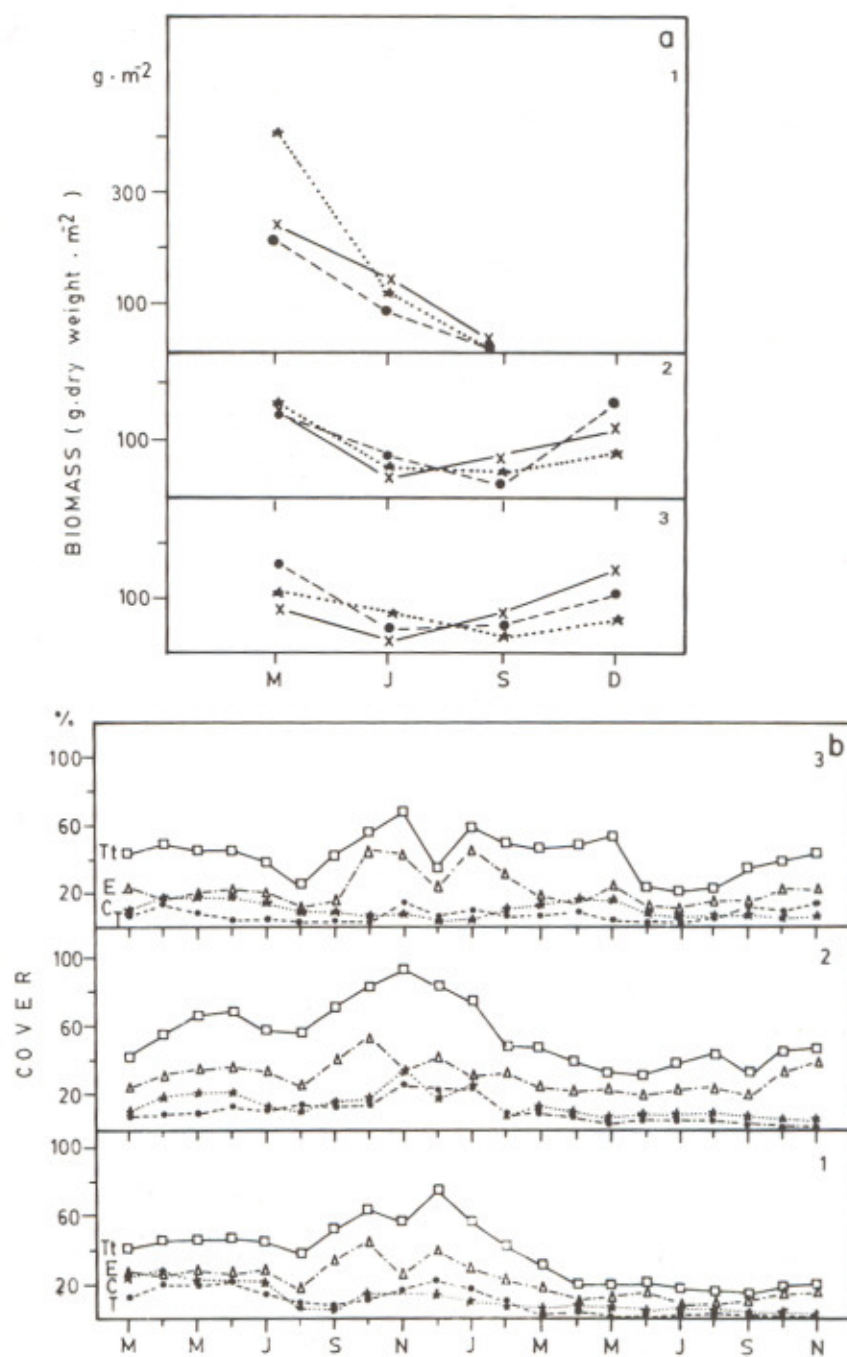 a
g · m⁻²
1
300
100
BIOMASS (g·dry weight · m⁻²)
2
100
3
100
M J S D
%
b
3
100
60
20
Tt
E
C
T
2
100
60
20
COVER
1
100
60
20
Tt
E
C
T
M M J S N J M M J S N